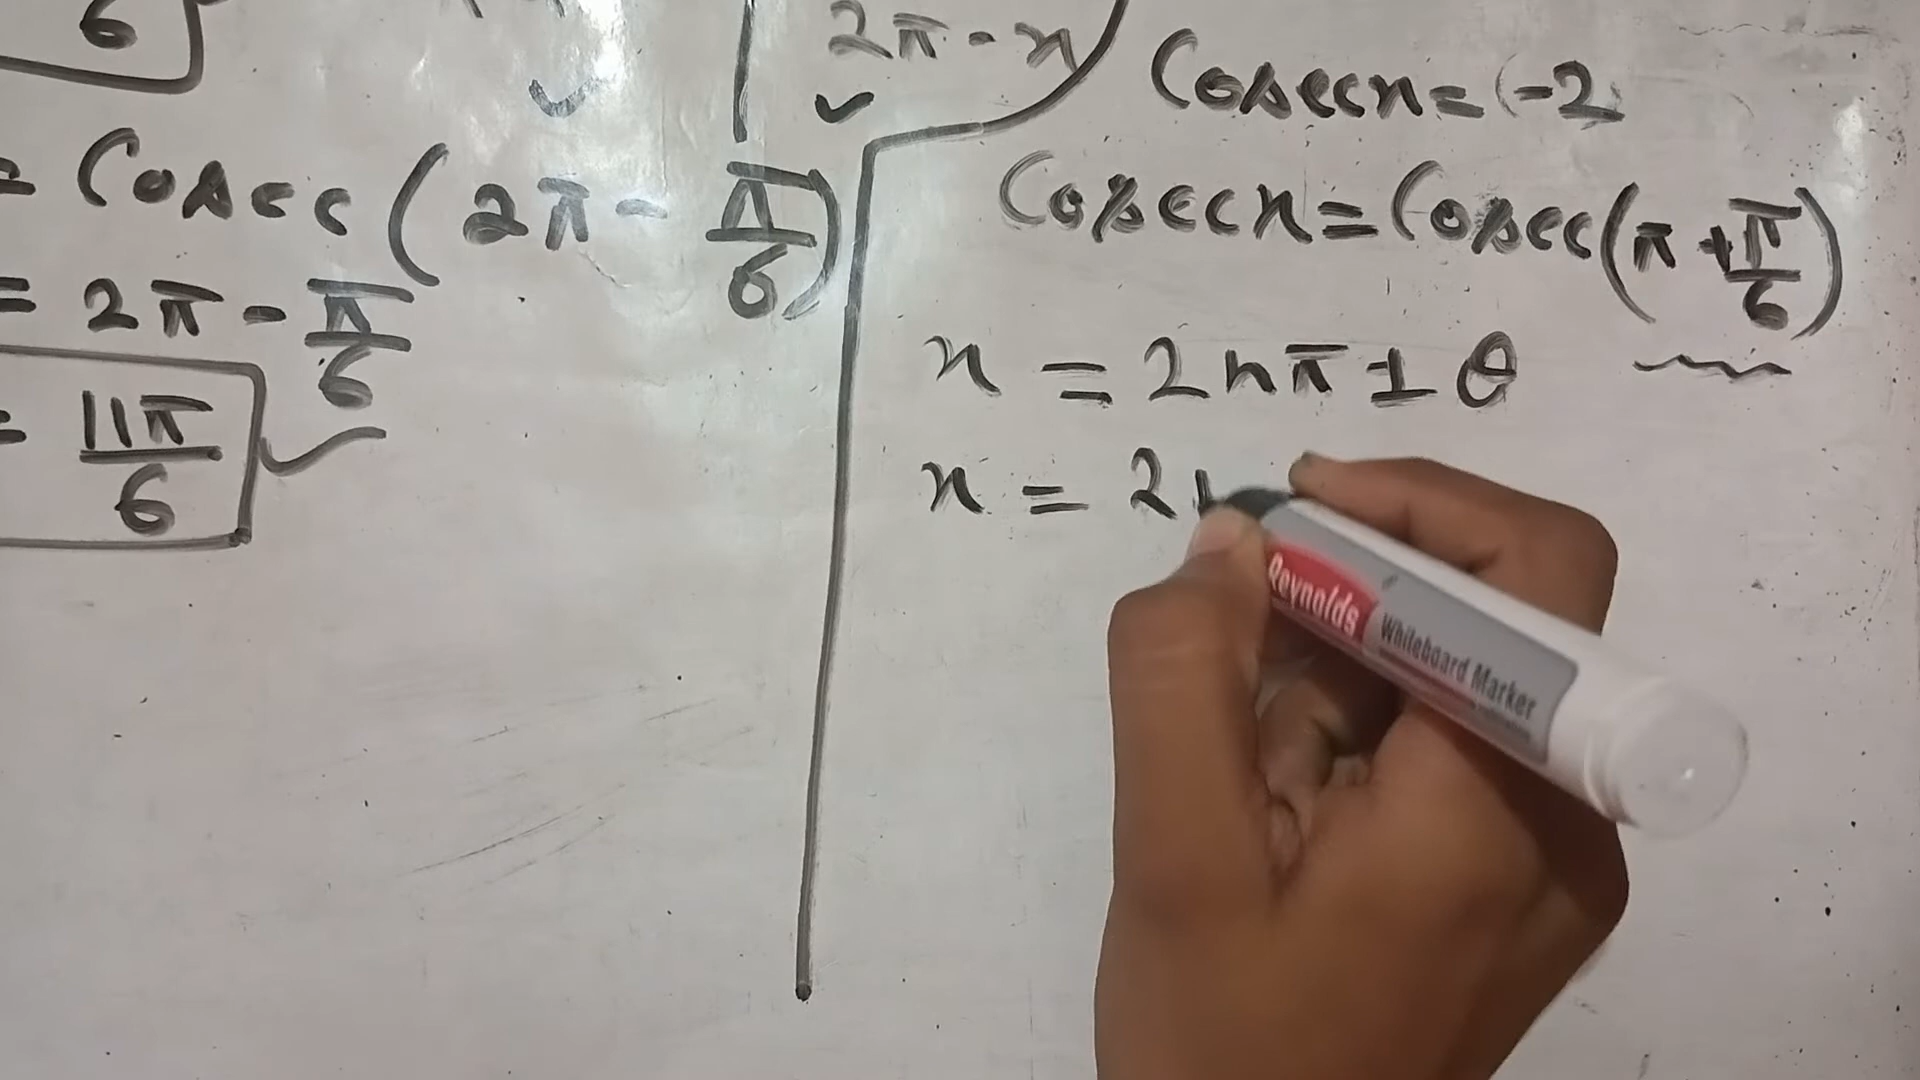 6
2π - x
= Cosec (2π - π/6)
= 2π - π/6
= 11π/6
Cosecx = (-2
Cosecx = Cosec(π + π/6)
x = 2nπ ± θ
x = 2
Reynolds
Whiteboard Marker